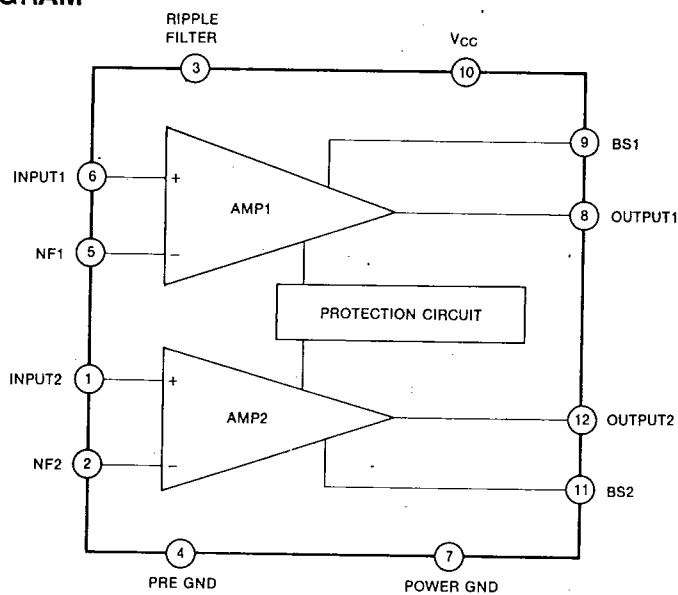 RIPPLE
FILTER
3
VCC
10
9
BS1
INPUT1
6
+
AMP1
8
OUTPUT1
NF1
5
−
PROTECTION CIRCUIT
INPUT2
1
+
AMP2
12
OUTPUT2
NF2
2
−
11
BS2
4
PRE GND
7
POWER GND